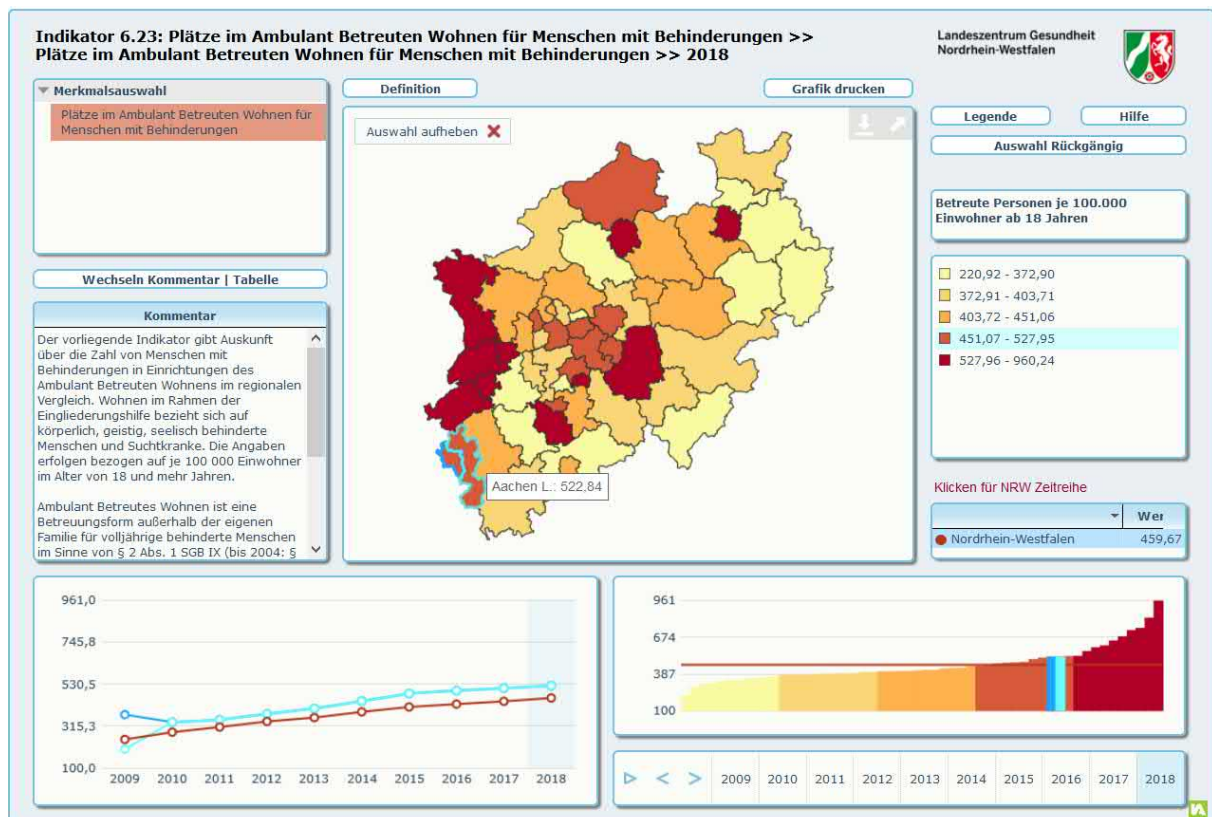 Indikator 6.23: Plätze im Ambulant Betreuten Wohnen für Menschen mit Behinderungen >>
Plätze im Ambulant Betreuten Wohnen für Menschen mit Behinderungen >> 2018
Landeszentrum Gesundheit
Nordrhein-Westfalen
Merkmalsauswahl
Plätze im Ambulant Betreuten Wohnen für
Menschen mit Behinderungen
Definition
Grafik drucken
Auswahl aufheben
Legende
Hilfe
Auswahl Rückgängig
Betreute Personen je 100.000
Einwohner ab 18 Jahren
220,92 - 372,90
372,91 - 403,71
403,72 - 451,06
451,07 - 527,95
527,96 - 960,24
Wechseln Kommentar | Tabelle
Kommentar
Der vorliegende Indikator gibt Auskunft
über die Zahl von Menschen mit
Behinderungen in Einrichtungen des
Ambulant Betreuten Wohnens im regionalen
Vergleich. Wohnen im Rahmen der
Eingliederungshilfe bezieht sich auf
körperlich, geistig, seelisch behinderte
Menschen und Suchtkranke. Die Angaben
erfolgen bezogen auf je 100 000 Einwohner
im Alter von 18 und mehr Jahren.
Ambulant Betreutes Wohnen ist eine
Betreuungsform außerhalb der eigenen
Familie für volljährige behinderte Menschen
im Sinne von § 2 Abs. 1 SGB IX (bis 2004: §
Aachen L.: 522,84
Klicken für NRW Zeitreihe
Wer
Nordrhein-Westfalen 459,67
961,0
745,8
530,5
315,3
100,0
2009 2010 2011 2012 2013 2014 2015 2016 2017 2018
961
674
387
100
2009 2010 2011 2012 2013 2014 2015 2016 2017 2018